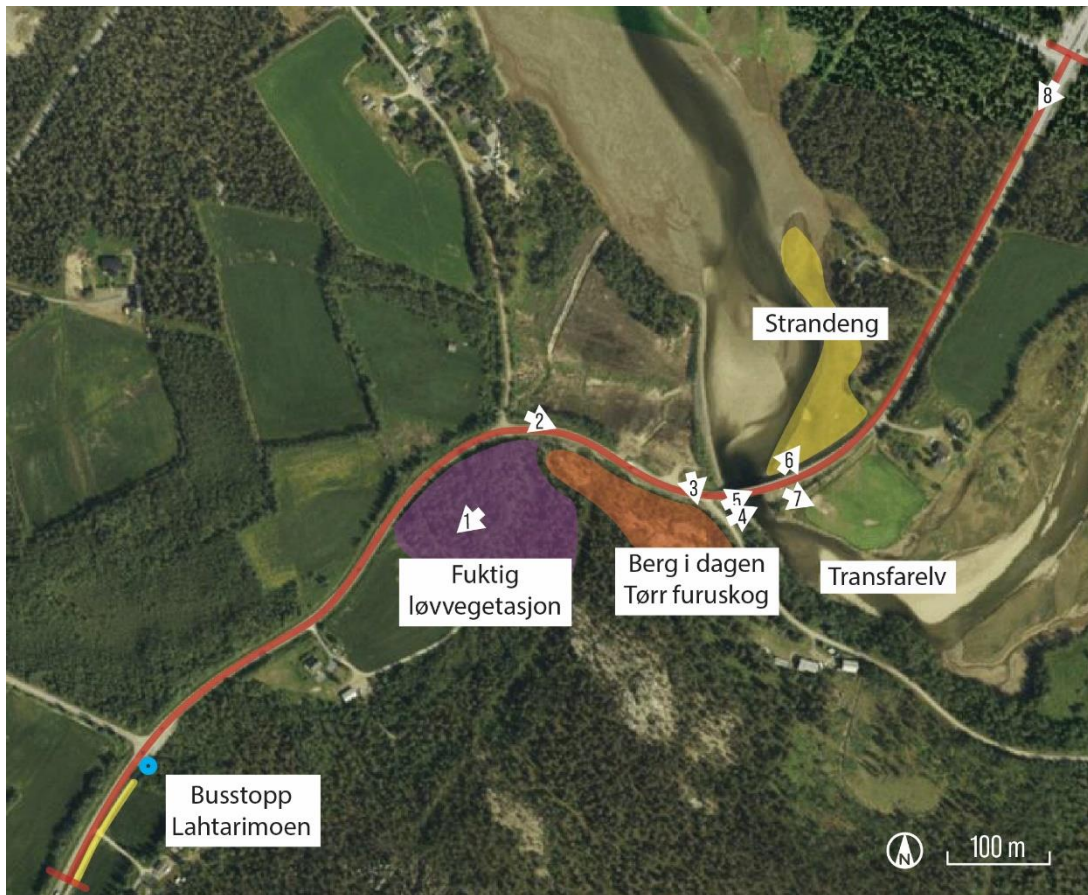 8
Strandeng
2
6
3
5
7
4
1
Fuktig
løvvegetasjon
Berg i dagen
Tørr furuskog
Transfarelv
Busstopp
Lahtarimoen
N
100 m